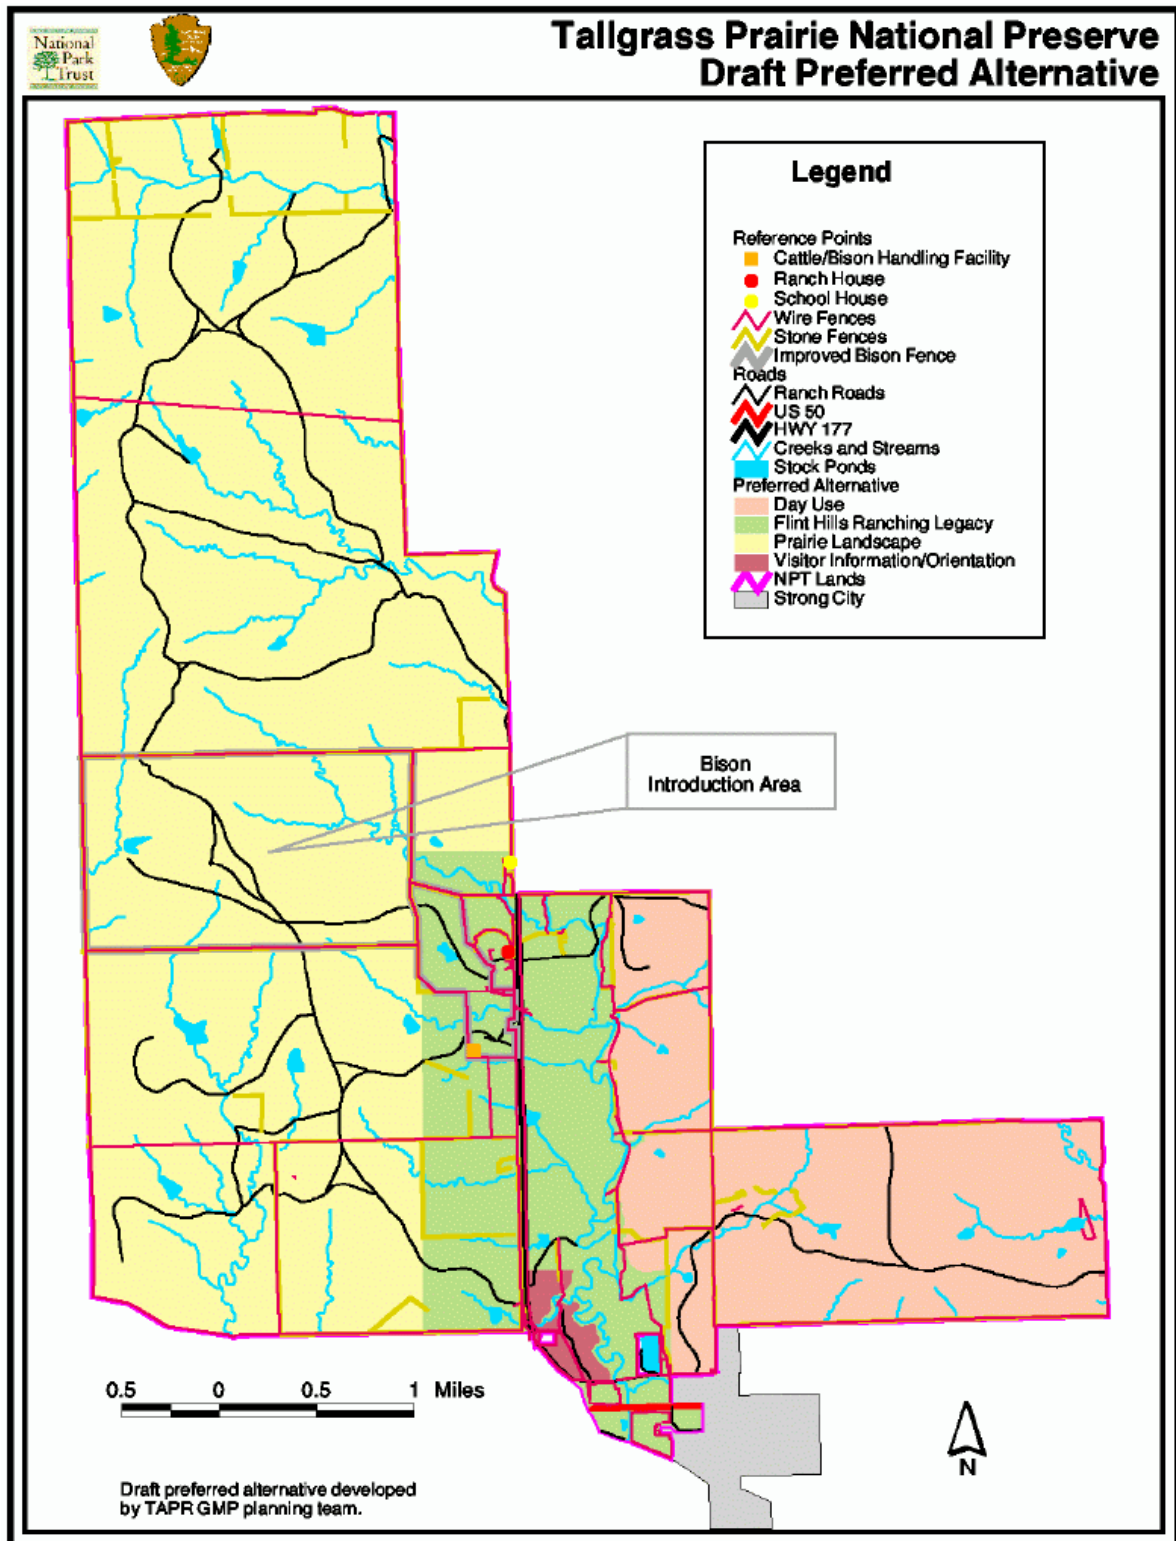 National
Park
Trust
Tallgrass Prairie National Preserve
Draft Preferred Alternative
Legend
Reference Points
Cattle/Bison Handling Facility
Ranch House
School House
Wire Fences
Stone Fences
Improved Bison Fence
Roads
Ranch Roads
US 50
HWY 177
Creeks and Streams
Stock Ponds
Preferred Alternative
Day Use
Flint Hills Ranching Legacy
Prairie Landscape
Visitor Information/Orientation
NPT Lands
Strong City
Bison
Introduction Area
0.5 0 0.5 1 Miles
N
Draft preferred alternative developed
by TAPR GMP planning team.